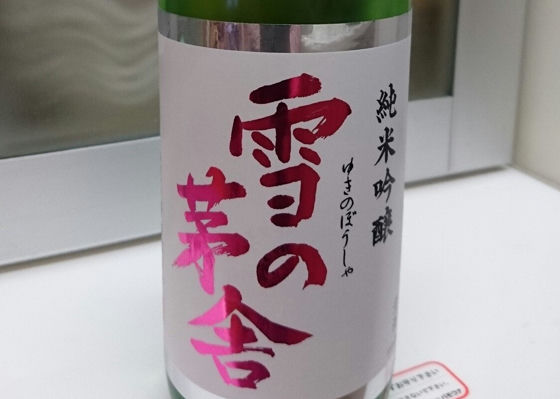 純米吟醸
ゆきのぼうしゃ
雪の
茅舎